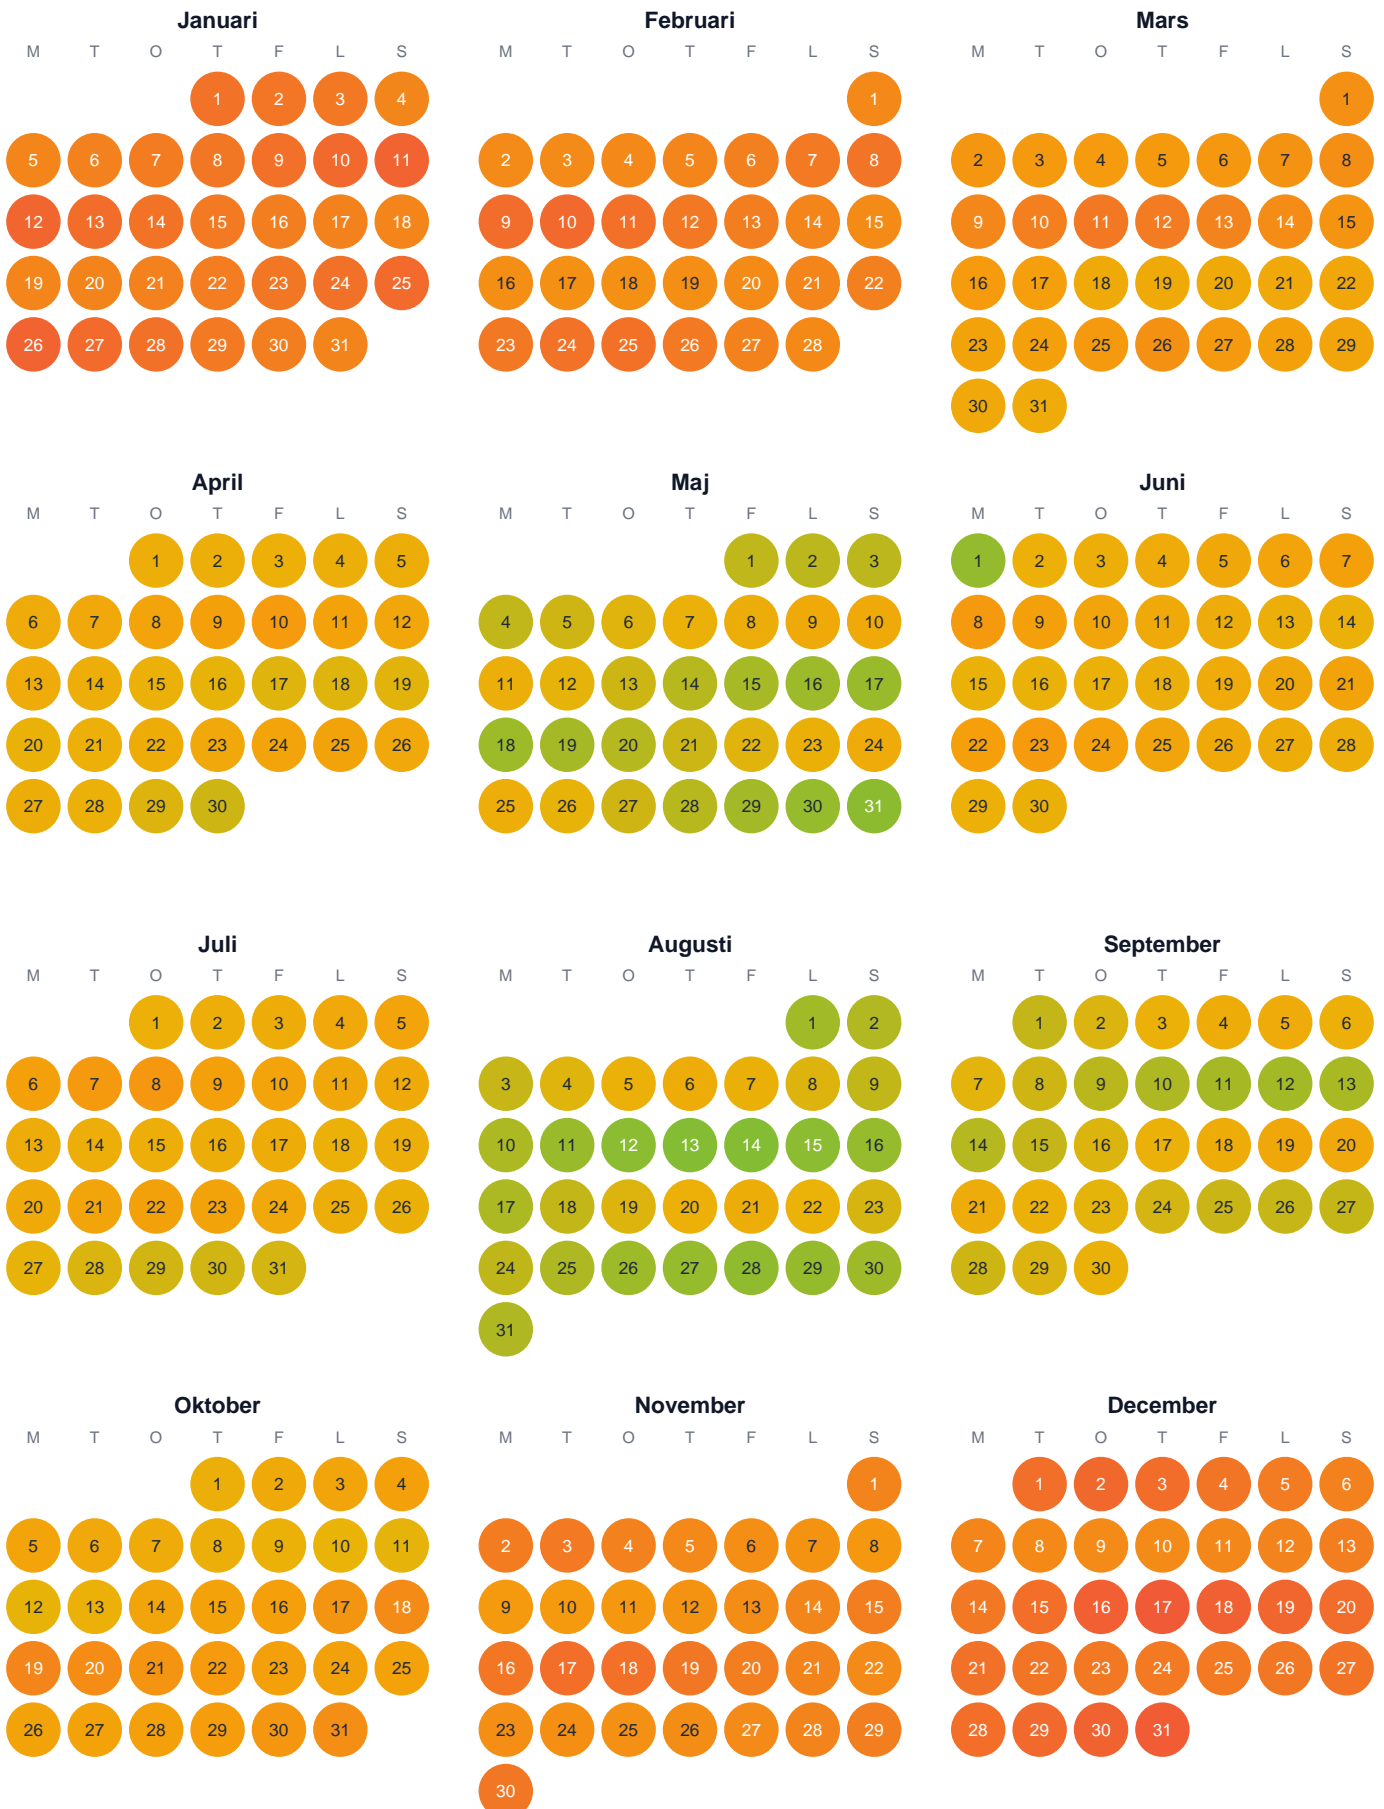 Januari Februari Mars
M T O T F L S M T O T F L S M T O T F L S
1 2 3 4 1 1
5 6 7 8 9 10 11 2 3 4 5 6 7 8 2 3 4 5 6 7 8
12 13 14 15 16 17 18 9 10 11 12 13 14 15 9 10 11 12 13 14 15
19 20 21 22 23 24 25 16 17 18 19 20 21 22 16 17 18 19 20 21 22
26 27 28 29 30 31 23 24 25 26 27 28 23 24 25 26 27 28 29
30 31
April Maj Juni
M T O T F L S M T O T F L S M T O T F L S
1 2 3 4 5 1 2 3 1 2 3 4 5 6 7
6 7 8 9 10 11 12 4 5 6 7 8 9 10 8 9 10 11 12 13 14
13 14 15 16 17 18 19 11 12 13 14 15 16 17 15 16 17 18 19 20 21
20 21 22 23 24 25 26 18 19 20 21 22 23 24 22 23 24 25 26 27 28
27 28 29 30 25 26 27 28 29 30 31 29 30
Juli Augusti September
M T O T F L S M T O T F L S M T O T F L S
1 2 3 4 5 1 2 1 2 3 4 5 6
6 7 8 9 10 11 12 3 4 5 6 7 8 9 7 8 9 10 11 12 13
13 14 15 16 17 18 19 10 11 12 13 14 15 16 14 15 16 17 18 19 20
20 21 22 23 24 25 26 17 18 19 20 21 22 23 21 22 23 24 25 26 27
27 28 29 30 31 24 25 26 27 28 29 30 28 29 30
31
Oktober November December
M T O T F L S M T O T F L S M T O T F L S
1 2 3 4 1 1 2 3 4 5 6
5 6 7 8 9 10 11 2 3 4 5 6 7 8 7 8 9 10 11 12 13
12 13 14 15 16 17 18 9 10 11 12 13 14 15 14 15 16 17 18 19 20
19 20 21 22 23 24 25 16 17 18 19 20 21 22 21 22 23 24 25 26 27
26 27 28 29 30 31 23 24 25 26 27 28 29 28 29 30 31
30